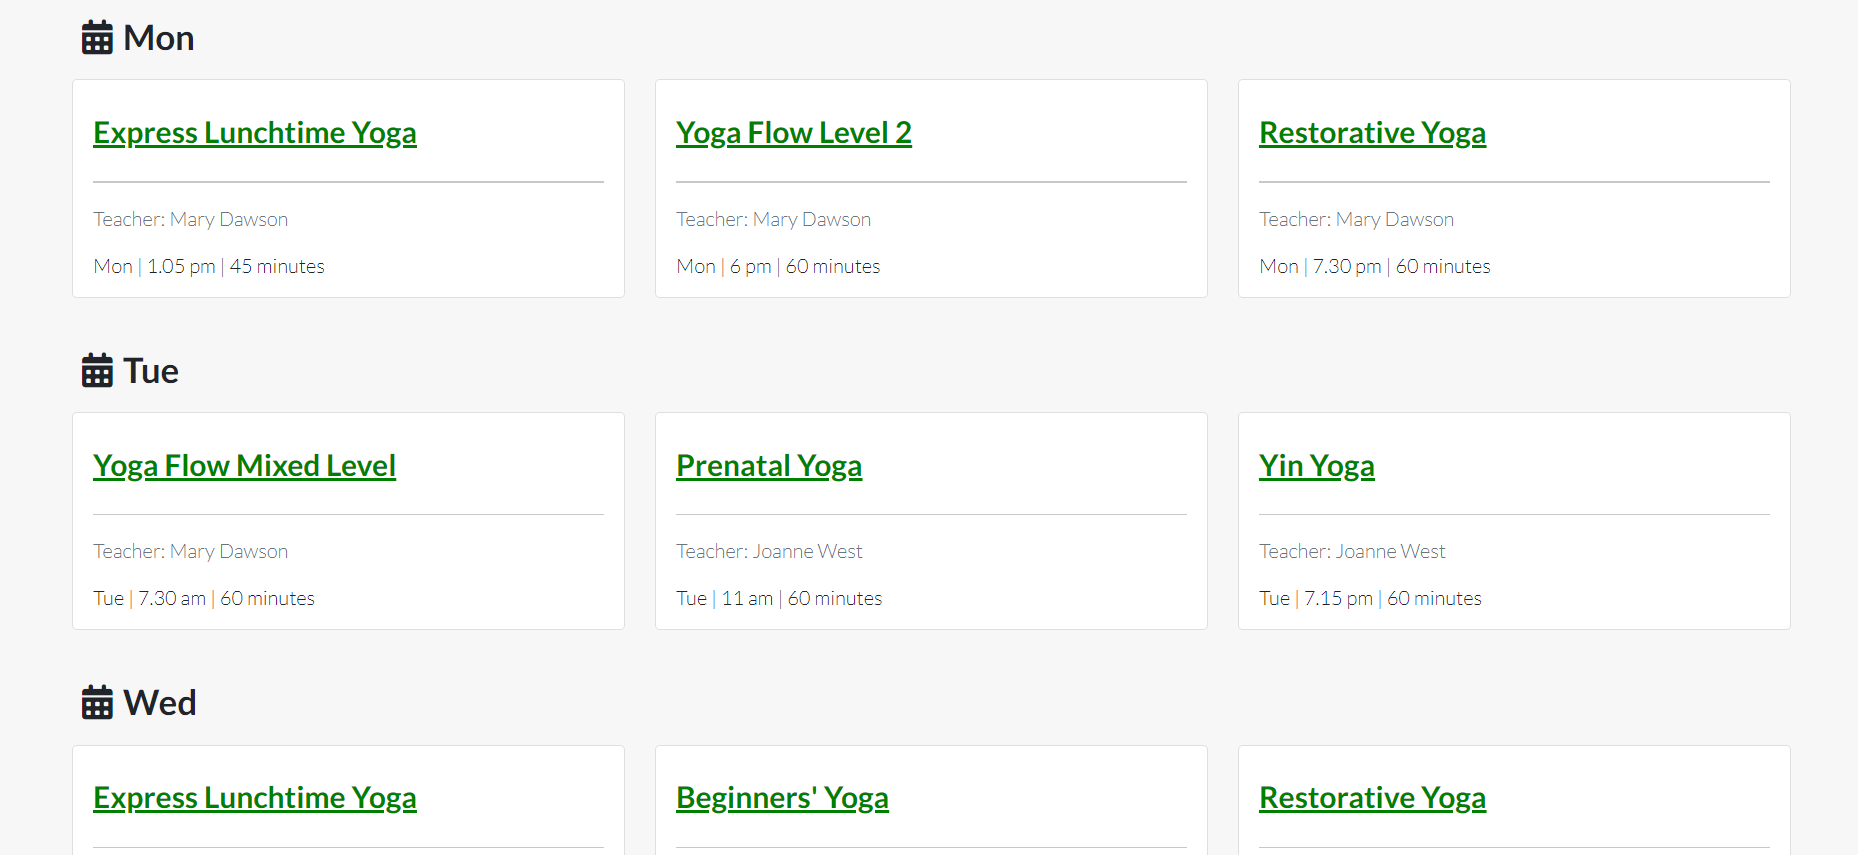 Mon
Express Lunchtime Yoga
Teacher: Mary Dawson
Mon | 1.05 pm | 45 minutes
Yoga Flow Level 2
Teacher: Mary Dawson
Mon | 6 pm | 60 minutes
Restorative Yoga
Teacher: Mary Dawson
Mon | 7.30 pm | 60 minutes
Tue
Yoga Flow Mixed Level
Teacher: Mary Dawson
Tue | 7.30 am | 60 minutes
Prenatal Yoga
Teacher: Joanne West
Tue | 11 am | 60 minutes
Yin Yoga
Teacher: Joanne West
Tue | 7.15 pm | 60 minutes
Wed
Express Lunchtime Yoga
Beginners' Yoga
Restorative Yoga